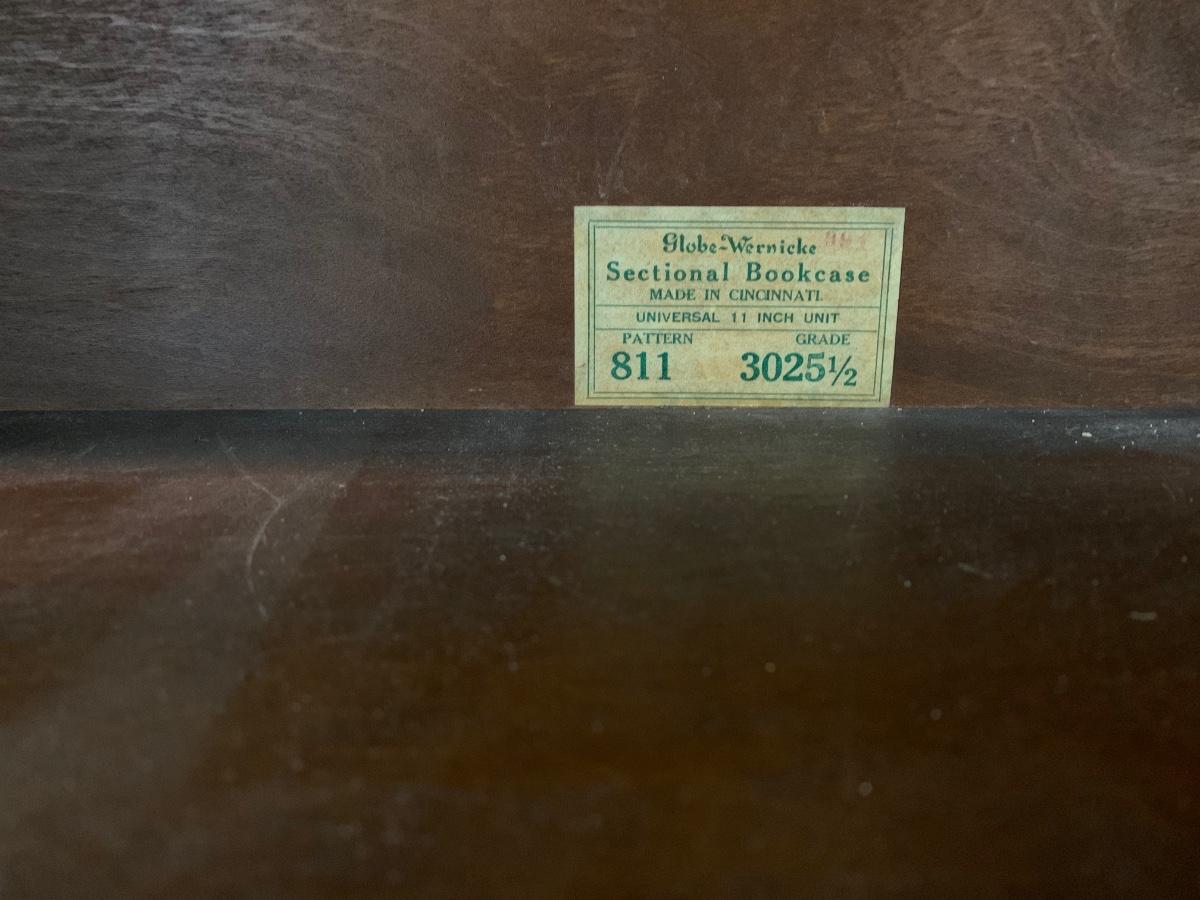 Globe-Wernicke
Sectional Bookcase
MADE IN CINCINNATI.
UNIVERSAL 11 INCH UNIT
PATTERN GRADE
811 3025½